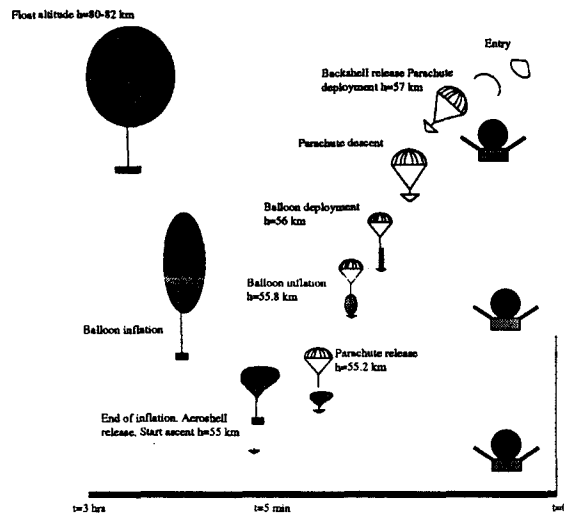 Float altitude h=80-82 km
Entry
Backshell release Parachute
deployment h=57 km
Parachute descent
Balloon deployment
h=56
Balloon inflation
h=55.8 km
Balloon inflation
Parachute release
h=55.2 km
End of inflation. Aeroshell
release. Start ascent h=55 km
t=3 hrs
t=5 min